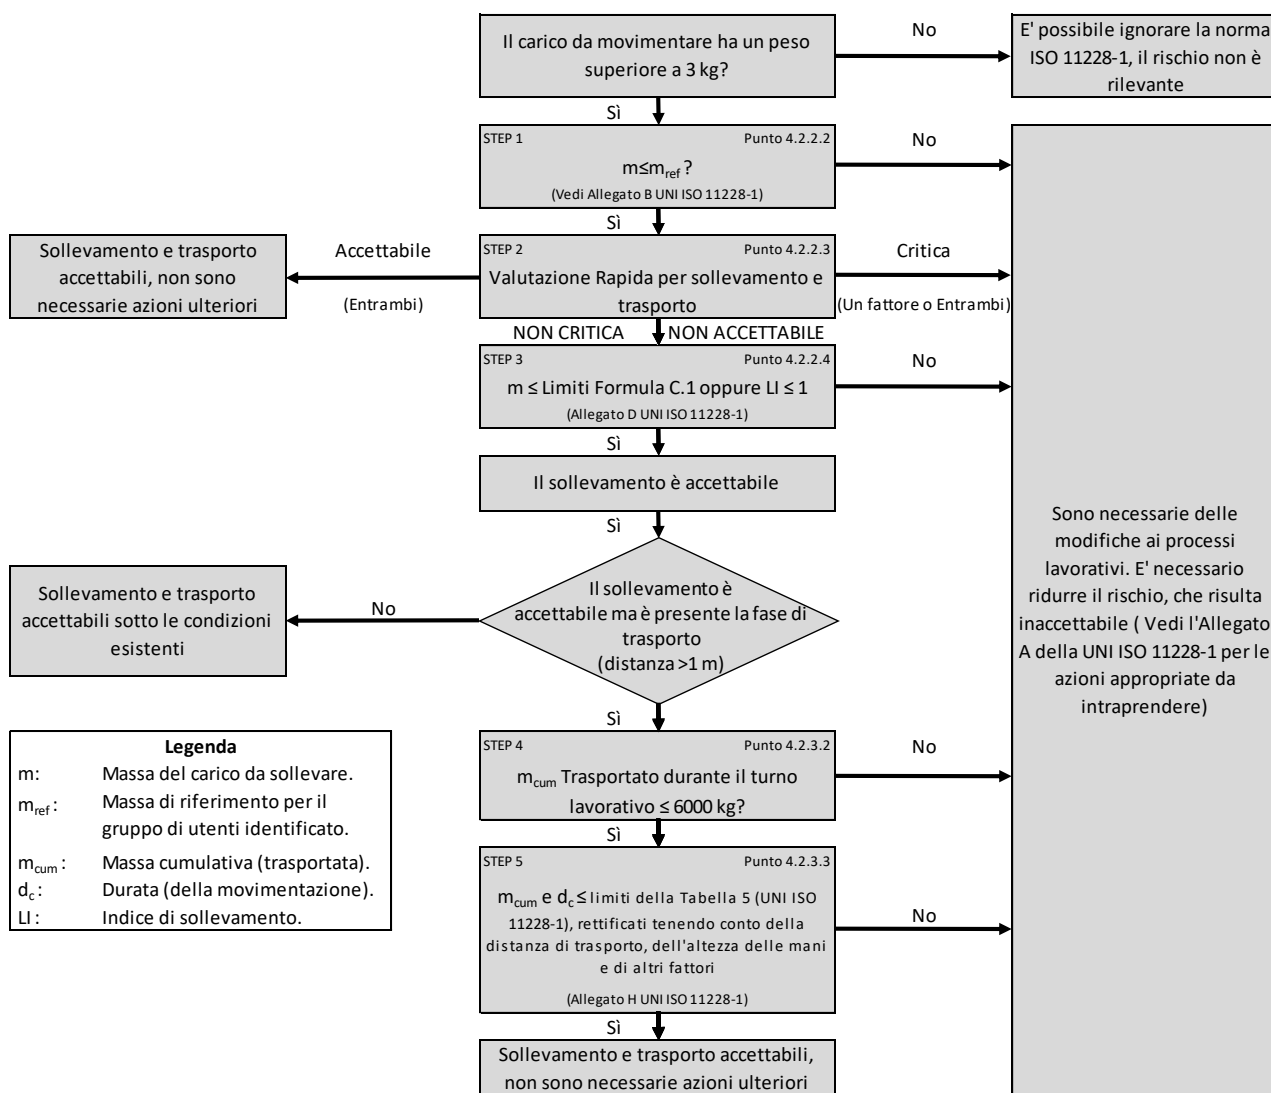 Il carico da movimentare ha un peso
superiore a 3 kg?
No
E' possibile ignorare la norma
ISO 11228-1, il rischio non è
rilevante
Sì
STEP 1 Punto 4.2.2.2
m≤mref ?
(Vedi Allegato B UNI ISO 11228-1)
No
Sì
Sollevamento e trasporto
accettabili, non sono
necessarie azioni ulteriori
Accettabile
(Entrambi)
STEP 2 Punto 4.2.2.3
Valutazione Rapida per sollevamento e
trasporto
Critica
(Un fattore o Entrambi)
NON CRITICA NON ACCETTABILE
STEP 3 Punto 4.2.2.4
m ≤ Limiti Formula C.1 oppure LI ≤ 1
(Allegato D UNI ISO 11228-1)
No
Sì
Il sollevamento è accettabile
Sì
Sono necessarie delle
modifiche ai processi
lavorativi. E' necessario
ridurre il rischio, che risulta
inaccettabile ( Vedi l'Allegato
A della UNI ISO 11228-1 per le
azioni appropriate da
intraprendere)
Il sollevamento è
accettabile ma è presente la fase di
trasporto
(distanza >1 m)
No
Sollevamento e trasporto
accettabili sotto le condizioni
esistenti
Sì
STEP 4 Punto 4.2.3.2
mcum Trasportato durante il turno
lavorativo ≤ 6000 kg?
No
Sì
Legenda
m: Massa del carico da sollevare.
mref : Massa di riferimento per il
gruppo di utenti identificato.
mcum : Massa cumulativa (trasportata).
dc : Durata (della movimentazione).
LI : Indice di sollevamento.
STEP 5 Punto 4.2.3.3
mcum e dc ≤ limiti della Tabella 5 (UNI ISO
11228-1), rettificati tenendo conto della
distanza di trasporto, dell'altezza delle mani
e di altri fattori
(Allegato H UNI ISO 11228-1)
No
Sì
Sollevamento e trasporto accettabili,
non sono necessarie azioni ulteriori